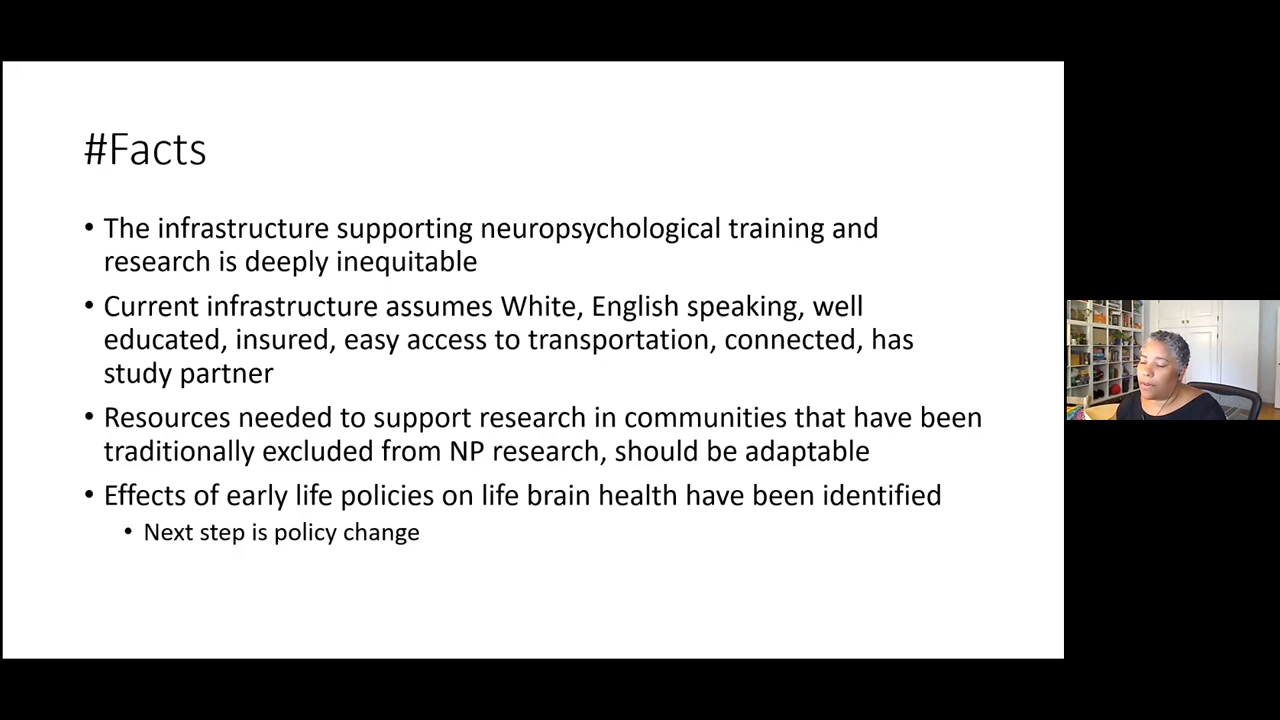 #Facts
• The infrastructure supporting neuropsychological training and
research is deeply inequitable
• Current infrastructure assumes White, English speaking, well
educated, insured, easy access to transportation, connected, has
study partner
• Resources needed to support research in communities that have been
traditionally excluded from NP research, should be adaptable
• Effects of early life policies on life brain health have been identified
• Next step is policy change